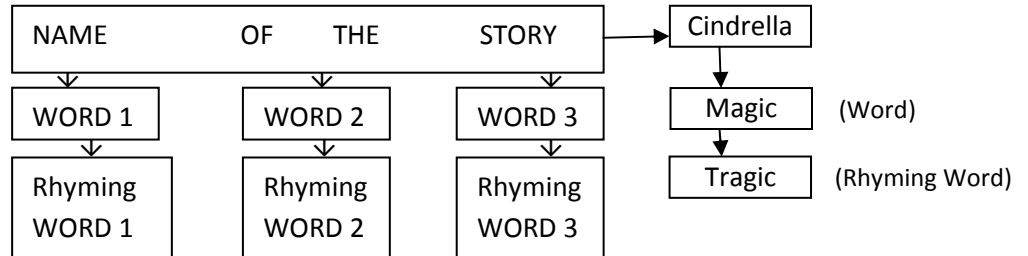 NAME OF THE STORY
Cindrella
WORD 1
WORD 2
WORD 3
Magic
(Word)
Rhyming
WORD 1
Rhyming
WORD 2
Rhyming
WORD 3
Tragic
(Rhyming Word)